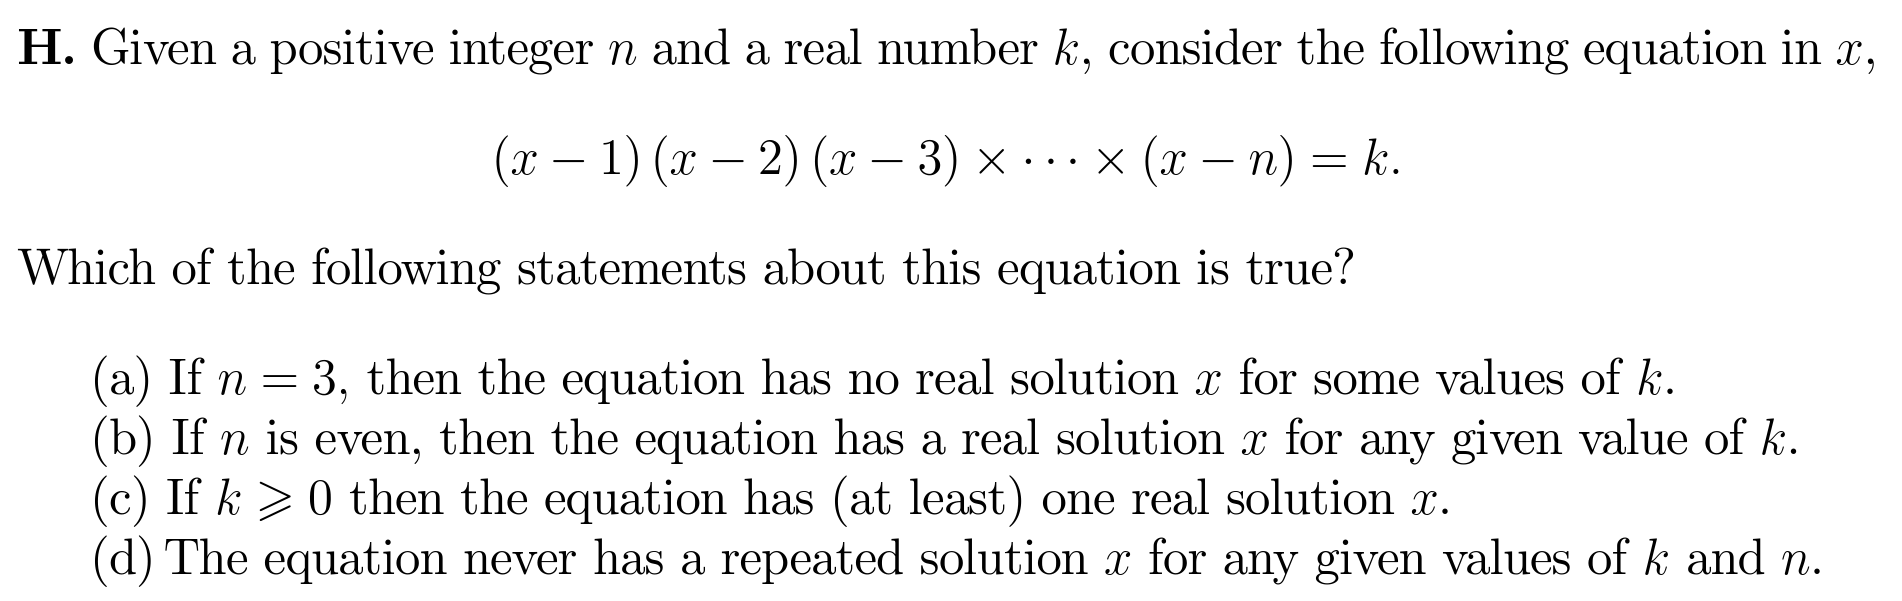 H. Given a positive integer n and a real number k, consider the following equation in x,
(x − 1) (x − 2) (x − 3) × ··· × (x − n) = k.
Which of the following statements about this equation is true?
(a) If n = 3, then the equation has no real solution x for some values of k.
(b) If n is even, then the equation has a real solution x for any given value of k.
(c) If k ⩾ 0 then the equation has (at least) one real solution x.
(d) The equation never has a repeated solution x for any given values of k and n.